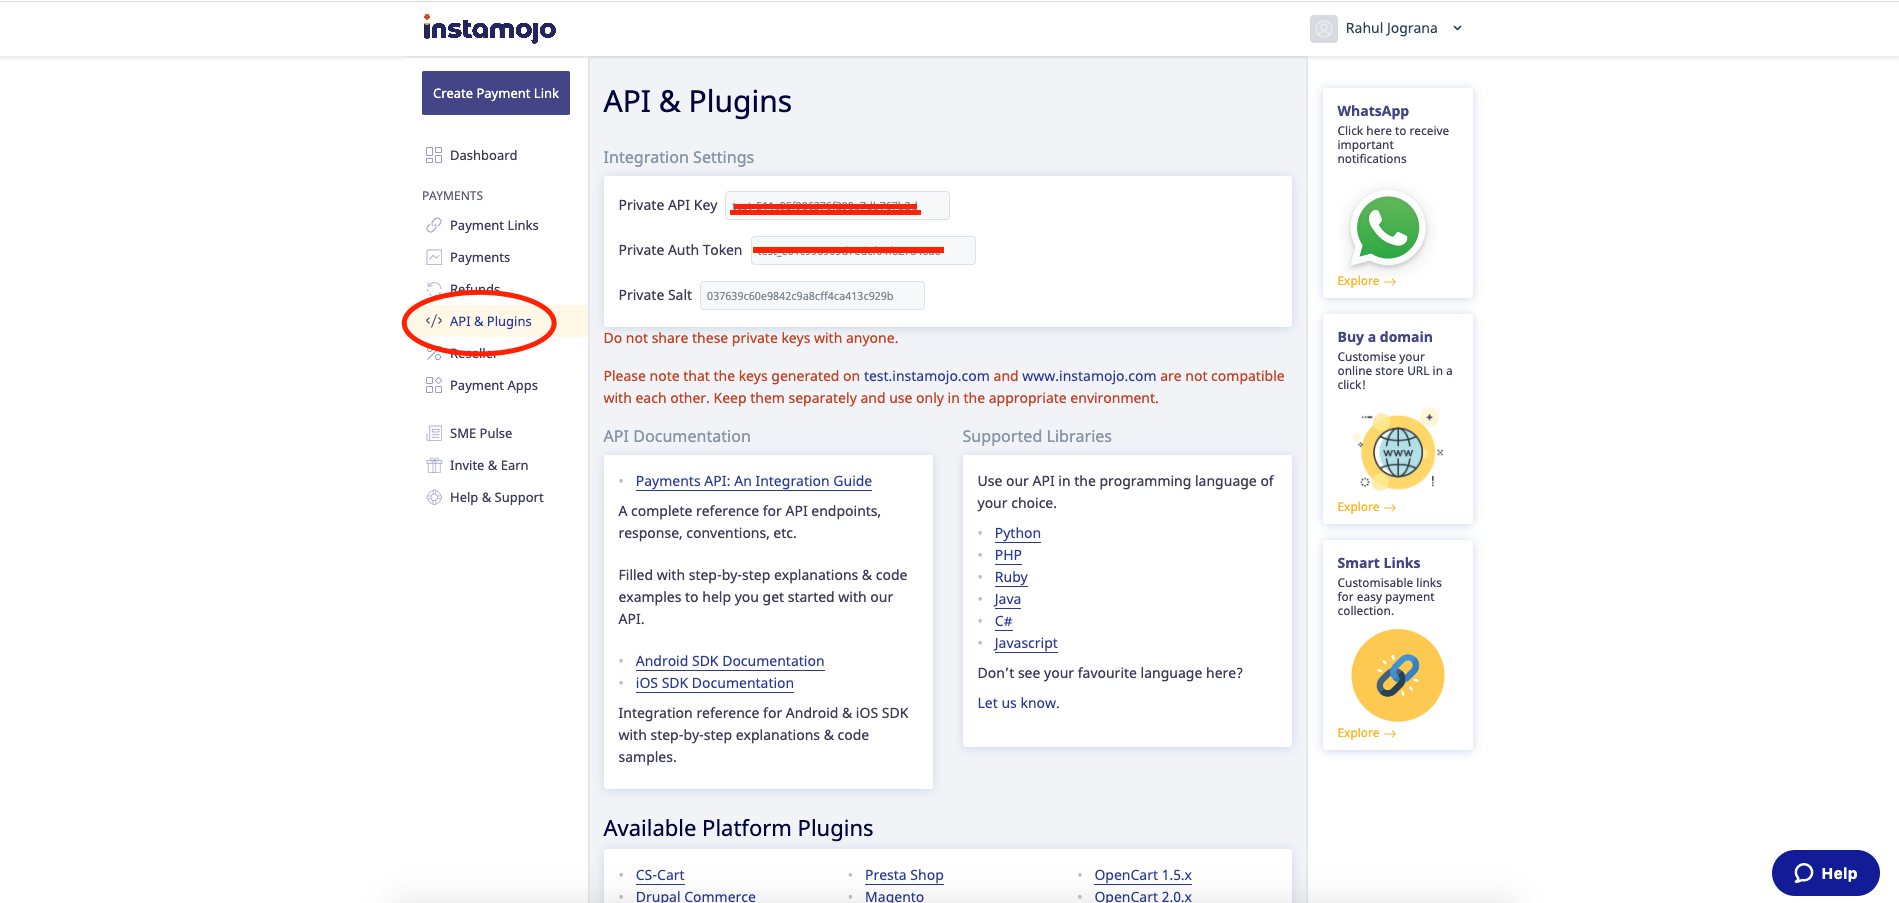 instamojo
Rahul Jograna
Create Payment Link
Dashboard
PAYMENTS
Payment Links
Payments
Refunds
API & Plugins
Reseller
Payment Apps
SME Pulse
Invite & Earn
Help & Support
API & Plugins
Integration Settings
Private API Key
Private Auth Token
Private Salt 037639c60e9842c9a8cff4ca413c929b
Do not share these private keys with anyone.
Please note that the keys generated on test.instamojo.com and www.instamojo.com are not compatible
with each other. Keep them separately and use only in the appropriate environment.
API Documentation
Payments API: An Integration Guide
A complete reference for API endpoints,
response, conventions, etc.
Filled with step-by-step explanations & code
examples to help you get started with our
API.
Android SDK Documentation
iOS SDK Documentation
Integration reference for Android & iOS SDK
with step-by-step explanations & code
samples.
Supported Libraries
Use our API in the programming language of
your choice.
Python
PHP
Ruby
Java
C#
Javascript
Don't see your favourite language here?
Let us know.
Available Platform Plugins
CS-Cart
Presta Shop
OpenCart 1.5.x
Drupal Commerce
Magento
OpenCart 2.0.x
WhatsApp
Click here to receive
important
notifications
Explore →
Buy a domain
Customise your
online store URL in a
click!
www
Explore →
Smart Links
Customisable links
for easy payment
collection.
Explore →
Help